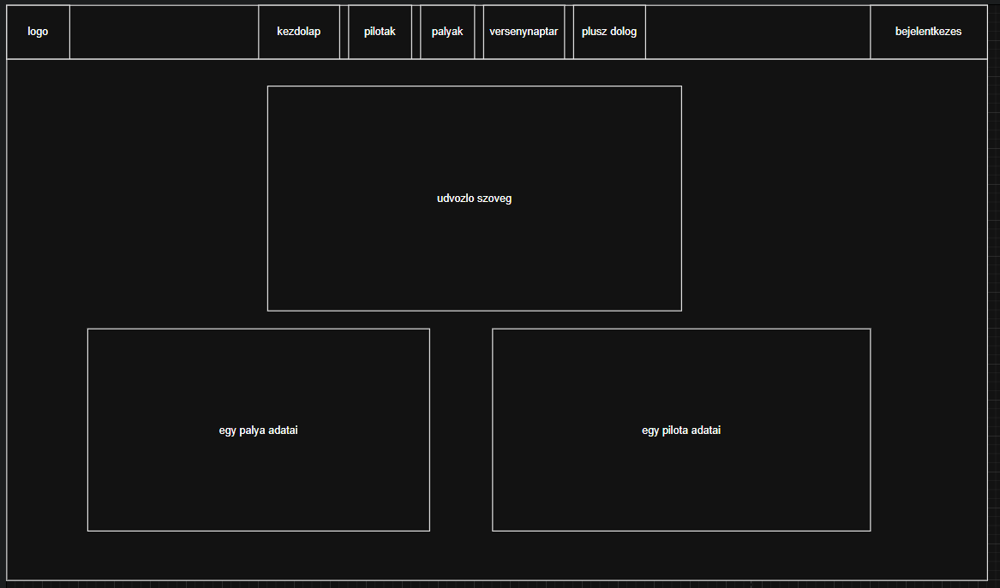 logo
kezdolap
pilotak
palyak
versenynaptar
plusz dolog
bejelentkezes
udvozlo szoveg
egy palya adatai
egy pilota adatai